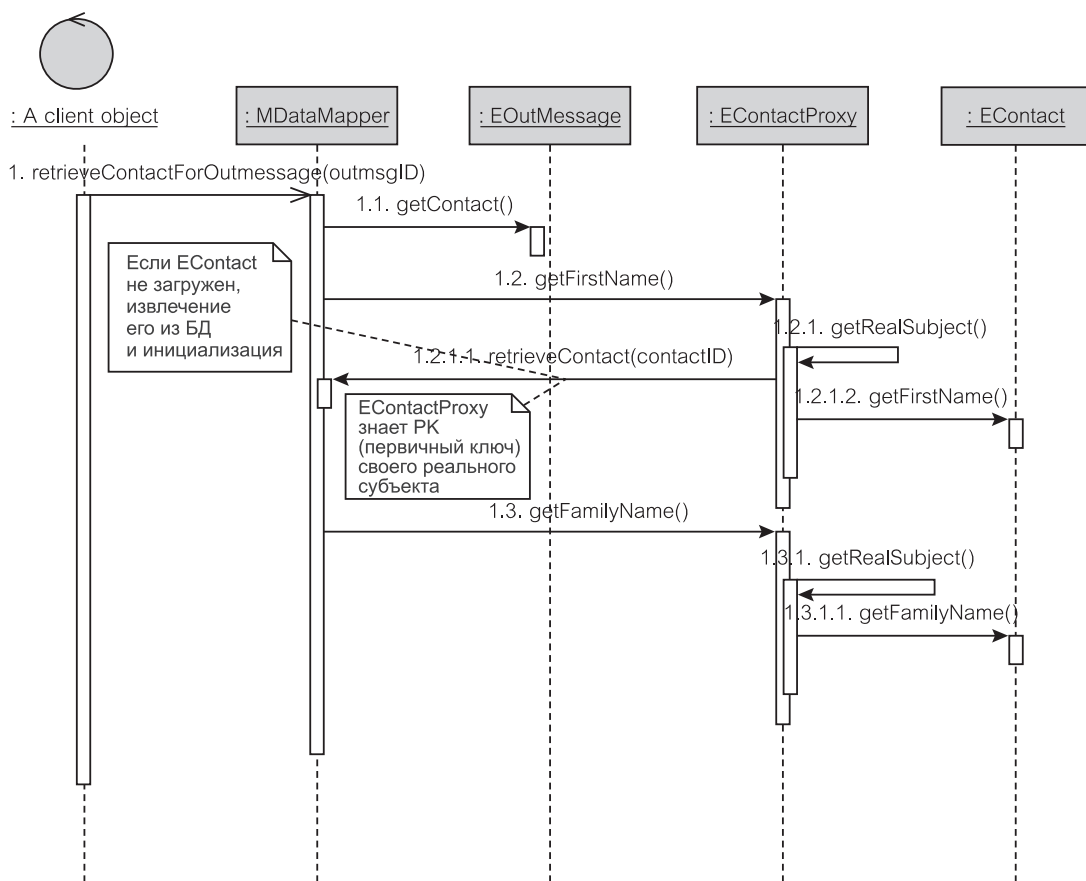 : A client object
: MDataMapper
: EOutMessage
: EContactProxy
: EContact
1. retrieveContactForOutmessage(outmsgID)
1.1. getContact()
Если EContact
не загружен,
извлечение
его из БД
и инициализация
1.2. getFirstName()
1.2.1. getRealSubject()
1.2.1.1. retrieveContact(contactID)
1.2.1.2. getFirstName()
EContactProxy
знает PK
(первичный ключ)
своего реального
субъекта
1.3. getFamilyName()
1.3.1. getRealSubject()
1.3.1.1. getFamilyName()